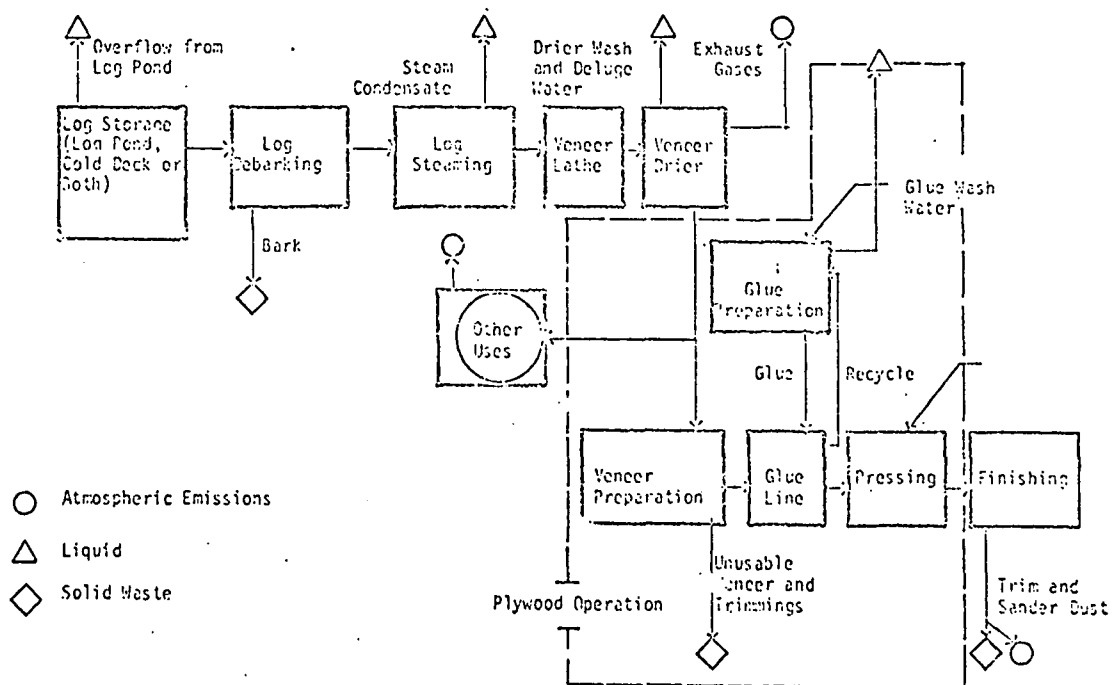 Overflow from
Log Pond
Steam
Condensate
Drier Wash
and Deluge
Water
Exhaust
Gases
Log Storage
(Log Pond,
Cold Deck or
Both)
Log
Debarking
Log
Steaming
Veneer
Lathe
Veneer
Drier
Glue Wash
Water
Bark
Glue
Preparation
Other
Uses
Glue
Recycle
Veneer
Preparation
Glue
Line
Pressing
Finishing
Atmospheric Emissions
Liquid
Solid Waste
Plywood Operation
Unusable
Veneer and
Trimmings
Trim and
Sander Dust